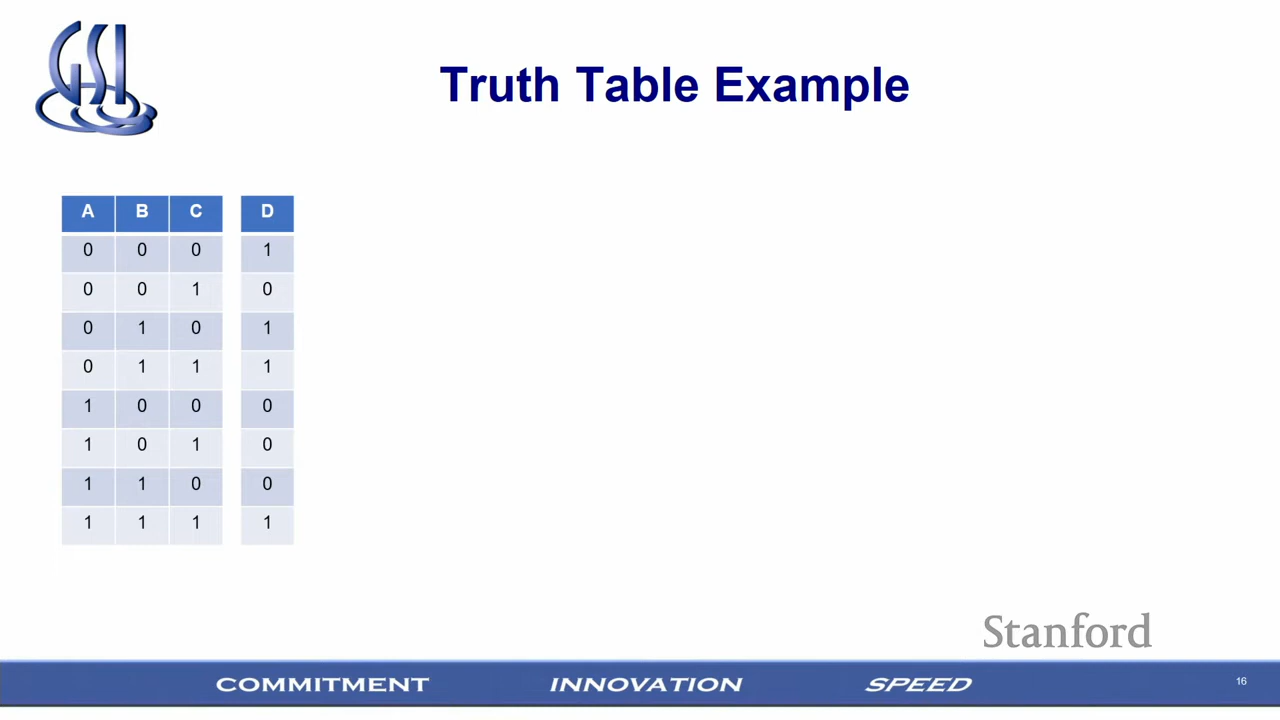 GSI
Truth Table Example
A B C D
0 0 0 1
0 0 1 0
0 1 0 1
0 1 1 1
1 0 0 0
1 0 1 0
1 1 0 0
1 1 1 1
Stanford
COMMITMENT INNOVATION SPEED 16